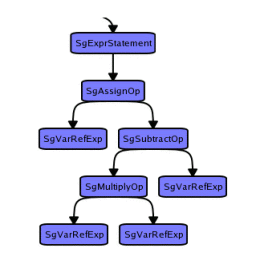 SgExprStatement
SgAssignOp
SgVarRefExp
SgSubtractOp
SgMultiplyOp
SgVarRefExp
SgVarRefExp
SgVarRefExp